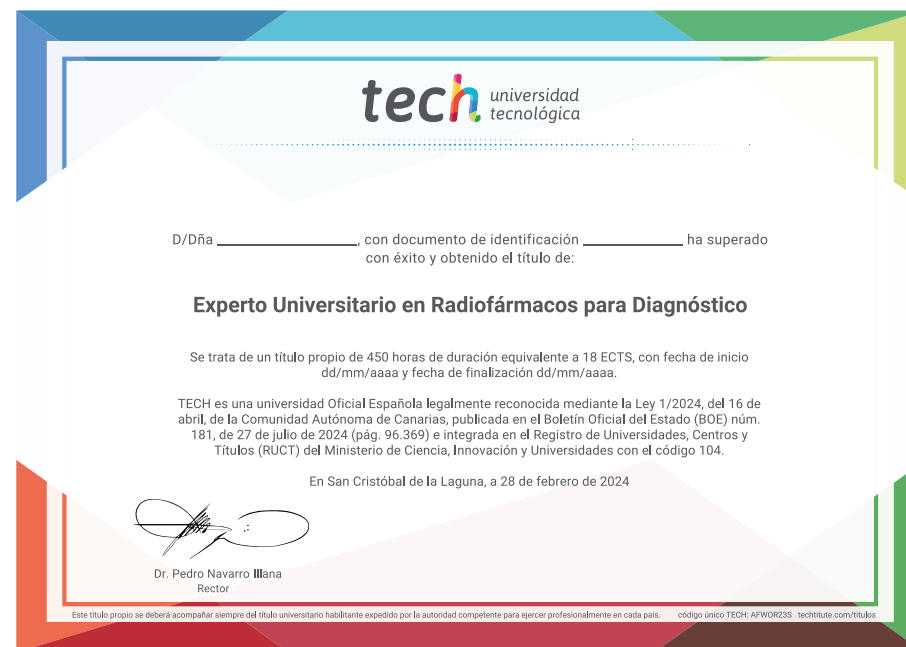 tech universidad
tecnológica
D/Dña ____________________, con documento de identificación ______________ ha superado
con éxito y obtenido el título de:
Experto Universitario en Radiofármacos para Diagnóstico
Se trata de un título propio de 450 horas de duración equivalente a 18 ECTS, con fecha de inicio
dd/mm/aaaa y fecha de finalización dd/mm/aaaa.
TECH es una universidad Oficial Española legalmente reconocida mediante la Ley 1/2024, del 16 de
abril, de la Comunidad Autónoma de Canarias, publicada en el Boletín Oficial del Estado (BOE) núm.
181, de 27 de julio de 2024 (pág. 96.369) e integrada en el Registro de Universidades, Centros y
Títulos (RUCT) del Ministerio de Ciencia, Innovación y Universidades con el código 104.
En San Cristóbal de la Laguna, a 28 de febrero de 2024
Dr. Pedro Navarro Illana
Rector
Este título propio se deberá acompañar siempre del título universitario habilitante expedido por la autoridad competente para ejercer profesionalmente en cada país. código único TECH: AFWOR23S techtitute.com/titulos